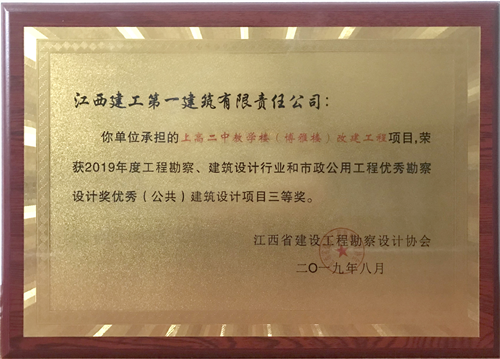 江西建工第一建筑有限责任公司：
你单位承担的上高二中教学楼（博雅楼）改建工程项目,荣
获2019年度工程勘察、建筑设计行业和市政公用工程优秀勘察
设计奖优秀（公共）建筑设计项目三等奖。
江西省建设工程勘察设计协会
二〇一九年八月